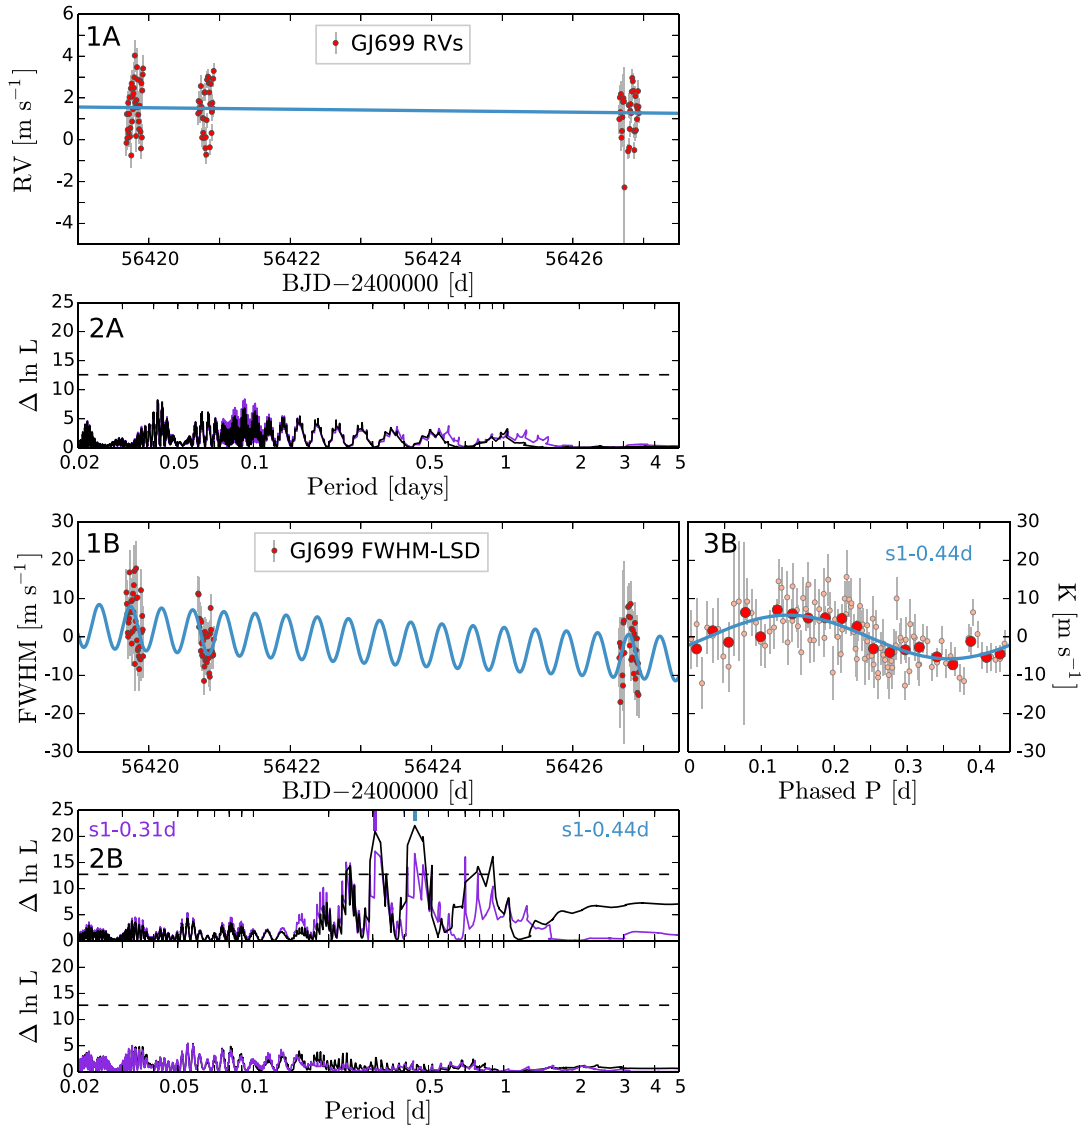 1A
GJ699 RVs
RV [m s⁻¹]
6
4
2
0
-2
-4
56420 56422 56424 56426
BJD−2400000 [d]
2A
Δ ln L
25
20
15
10
5
0
0.02 0.05 0.1 0.5 1 2 3 4 5
Period [days]
1B
GJ699 FWHM-LSD
FWHM [m s⁻¹]
30
20
10
0
-10
-20
-30
56420 56422 56424 56426
BJD−2400000 [d]
3B
s1-0.44d
30
20
10
0
-10
-20
-30
K [m s⁻¹]
0 0.1 0.2 0.3 0.4
Phased P [d]
s1-0.31d
s1-0.44d
2B
Δ ln L
25
20
15
10
5
0
Δ ln L
20
15
10
5
0
0.02 0.05 0.1 0.5 1 2 3 4 5
Period [d]